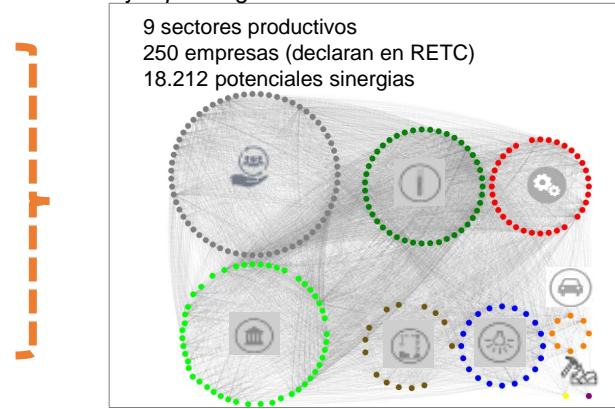 9 sectores productivos
250 empresas (declaran en RETC)
18.212 potenciales sinergias